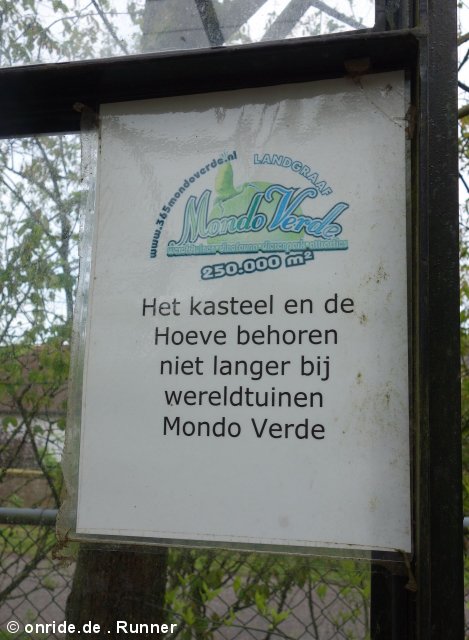 www.365mondoverde.nl
LANDGRAAF
Mondo Verde
250.000 m²
Het kasteel en de
Hoeve behoren
niet langer bij
wereldtuinen
Mondo Verde
© onride.de . Runner